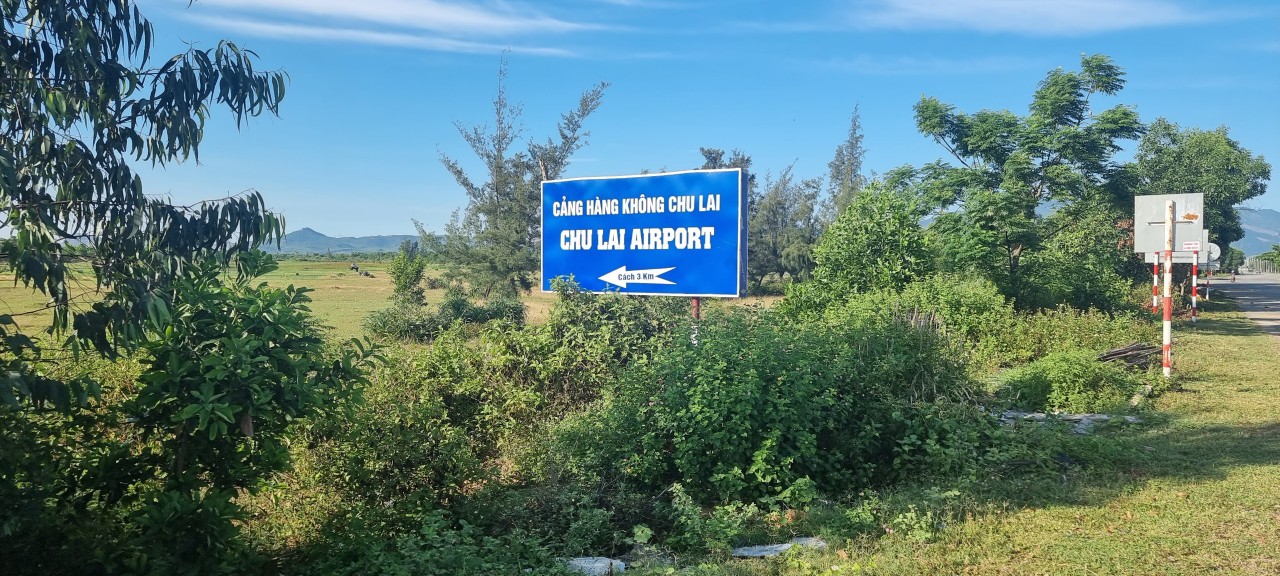 CẢNG HÀNG KHÔNG CHU LAI
CHU LAI AIRPORT
Cách 3 Km